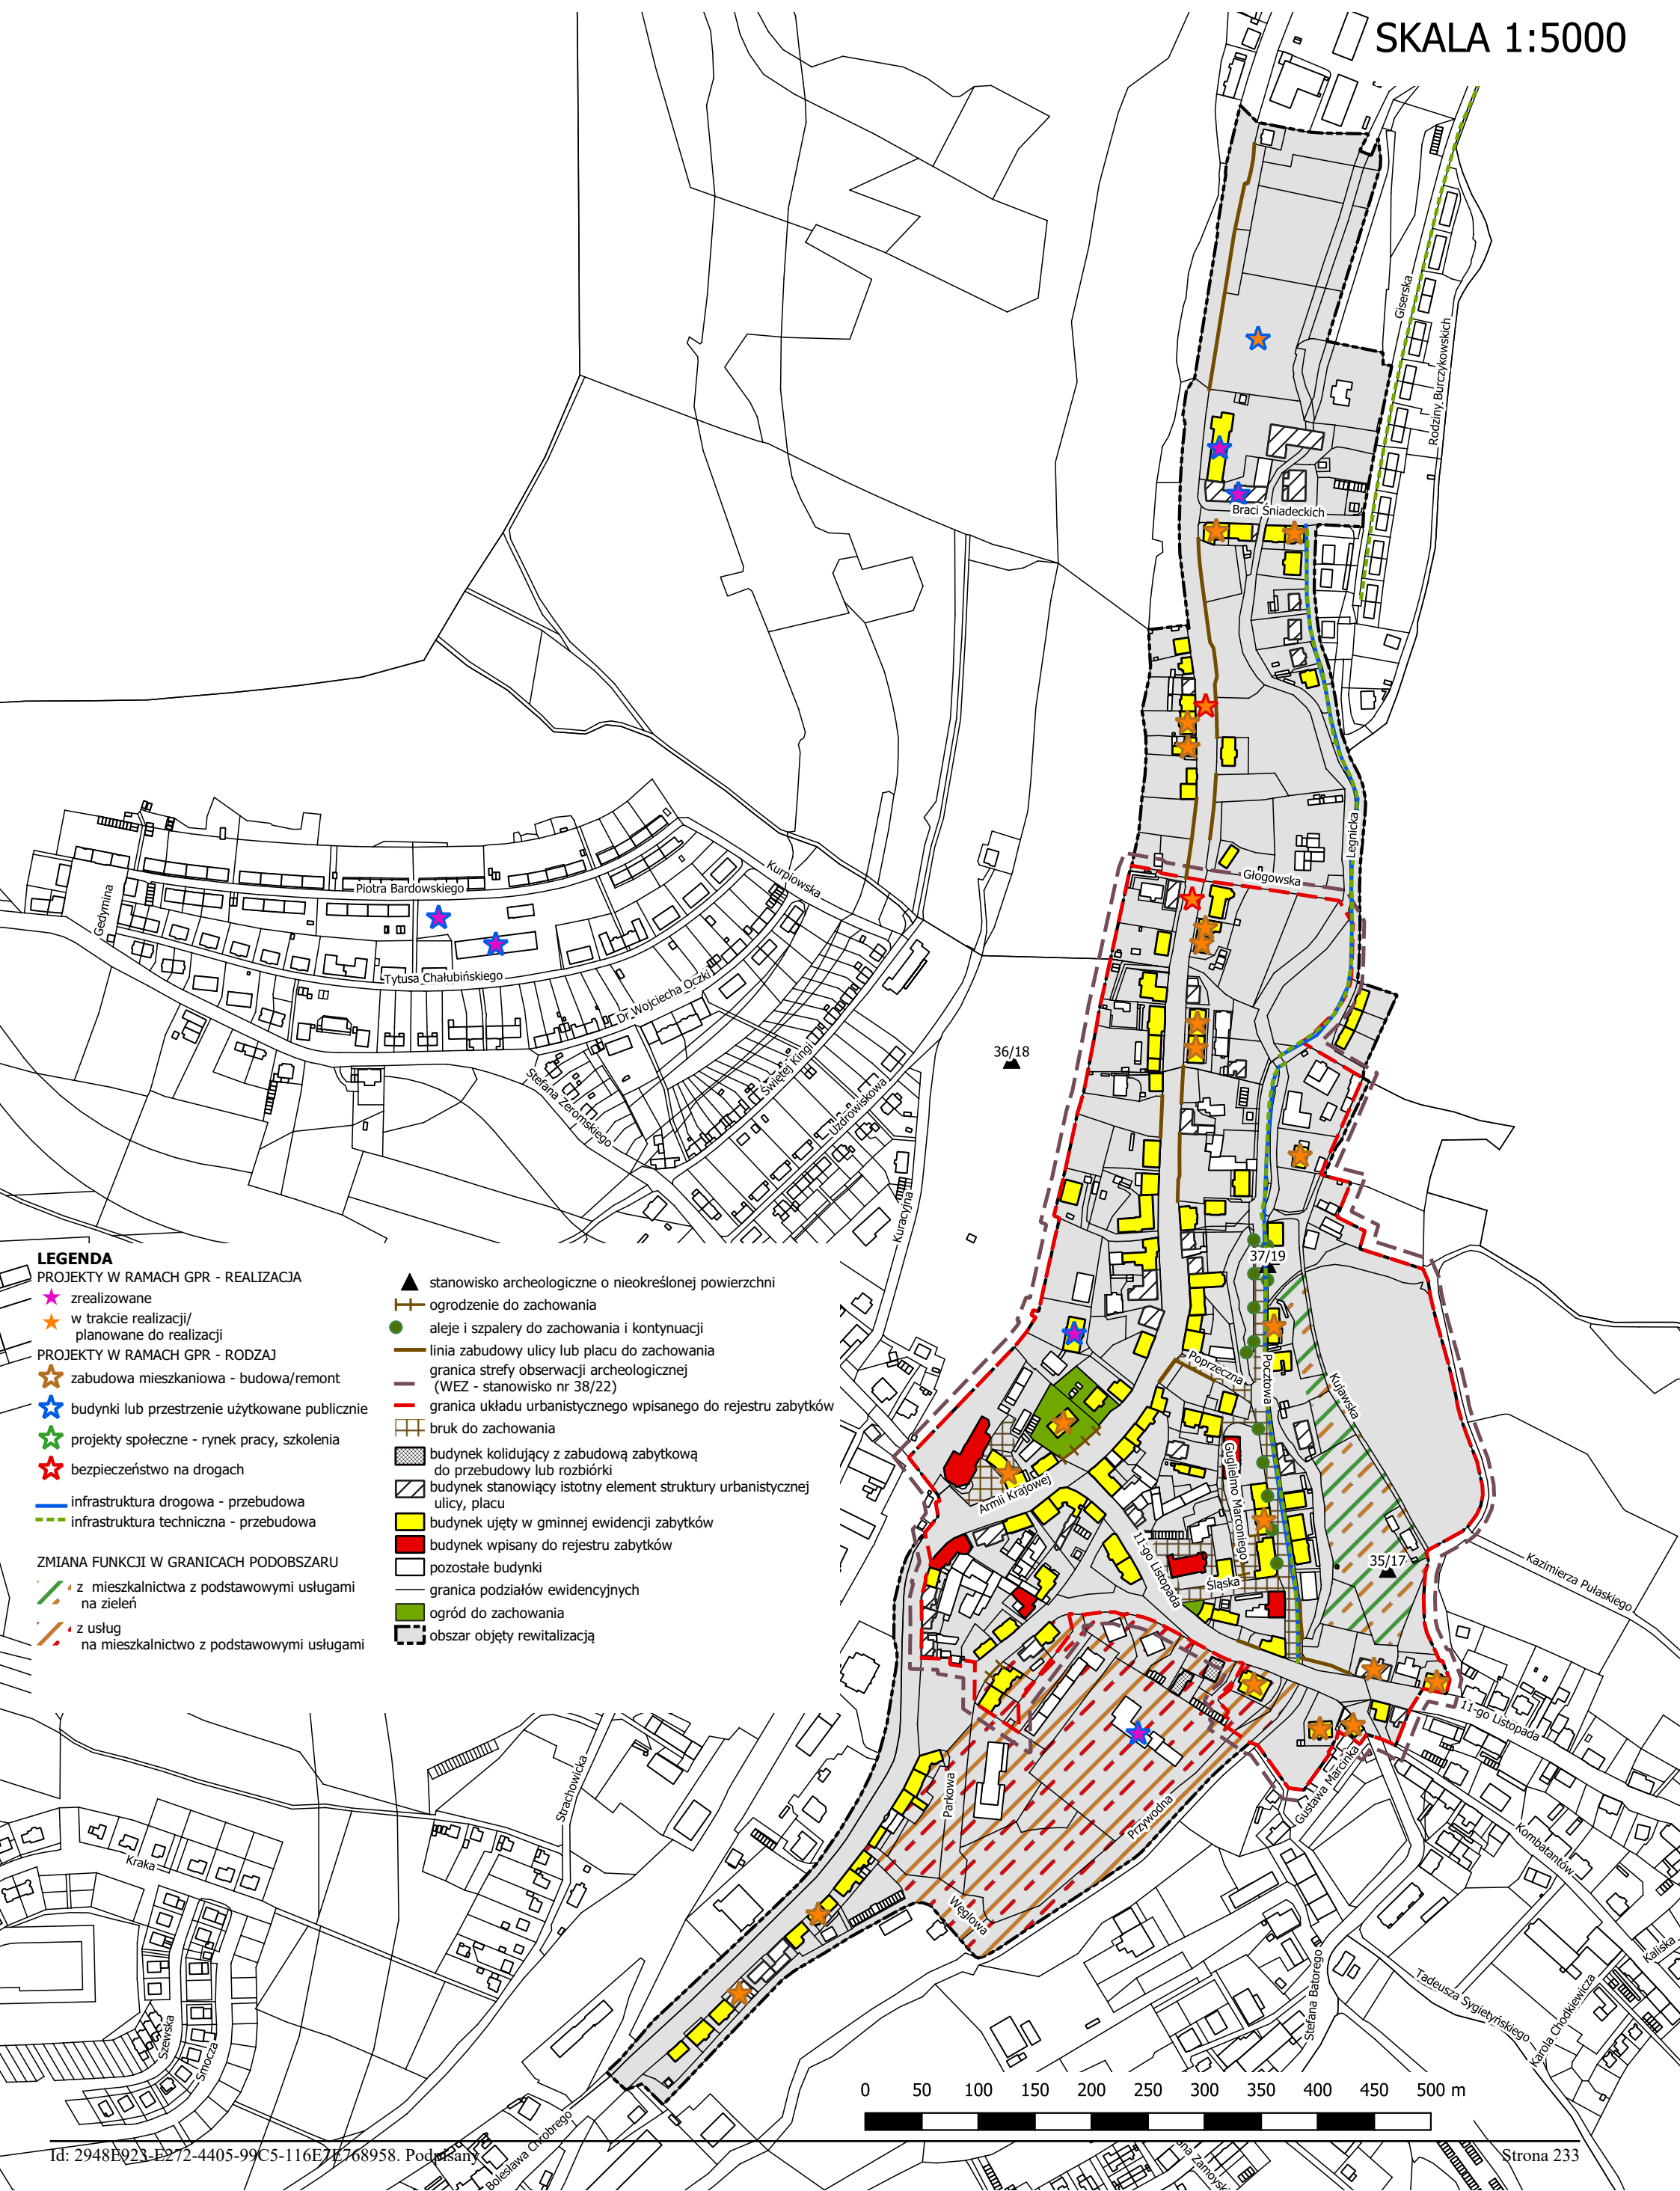 SKALA 1:5000
Giserska
Rodziny Burczykowskich
Braci Śniadeckich
Legnicka
Głogowska
Kurpiowska
Piotra Bardowskiego
Gedymina
Tytusa Chałubińskiego
Dr Wojciecha Oczki
Stefana Żeromskiego
Świętej Kingi
Uzdrowiskowa
Kuracyjna
36/18
37/19
Poprzeczna
Pocztowa
Kujawska
Armii Krajowej
Guglielmo Marconiego
11-go Listopada
Śląska
35/17
Kazimierza Pułaskiego
11-go Listopada
Gustawa Marcinka
Kombatantów
Parkowa
Przywodna
Węglowa
Strachowicka
Kraka
Szewska
Smocza
Stefana Batorego
Tadeusza Sygietyńskiego
Karola Chodkiewicza
Kaliska
Bolesława Chrobrego
LEGENDA
PROJEKTY W RAMACH GPR - REALIZACJA
zrealizowane
w trakcie realizacji/
planowane do realizacji
PROJEKTY W RAMACH GPR - RODZAJ
zabudowa mieszkaniowa - budowa/remont
budynki lub przestrzenie użytkowane publicznie
projekty społeczne - rynek pracy, szkolenia
bezpieczeństwo na drogach
infrastruktura drogowa - przebudowa
infrastruktura techniczna - przebudowa
ZMIANA FUNKCJI W GRANICACH PODOBSZARU
z mieszkalnictwa z podstawowymi usługami
na zieleń
z usług
na mieszkalnictwo z podstawowymi usługami
stanowisko archeologiczne o nieokreślonej powierzchni
ogrodzenie do zachowania
aleje i szpalery do zachowania i kontynuacji
linia zabudowy ulicy lub placu do zachowania
granica strefy obserwacji archeologicznej
(WEZ - stanowisko nr 38/22)
granica układu urbanistycznego wpisanego do rejestru zabytków
bruk do zachowania
budynek kolidujący z zabudową zabytkową
do przebudowy lub rozbiórki
budynek stanowiący istotny element struktury urbanistycznej
ulicy, placu
budynek ujęty w gminnej ewidencji zabytków
budynek wpisany do rejestru zabytków
pozostałe budynki
granica podziałów ewidencyjnych
ogród do zachowania
obszar objęty rewitalizacją
0 50 100 150 200 250 300 350 400 450 500 m
Id: 2948E923-E272-4405-99C5-116E7E768958. Podpisany
Strona 233